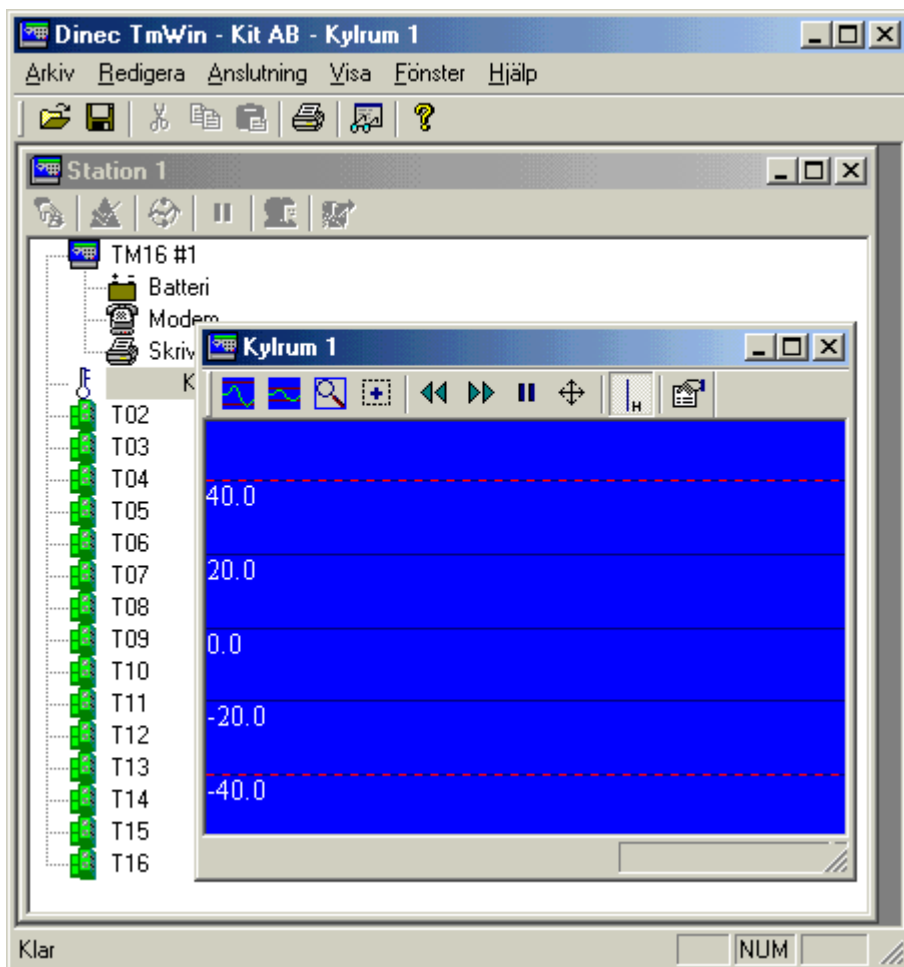 Dinec TmWin - Kit AB - Kylrum 1
Arkiv Redigera Anslutning Visa Fönster Hjälp
Station 1
TM16 #1
Batteri
Modem
Skriv
K
T02
T03
T04
T05
T06
T07
T08
T09
T10
T11
T12
T13
T14
T15
T16
Kylrum 1
H
40.0
20.0
0.0
-20.0
-40.0
Klar NUM